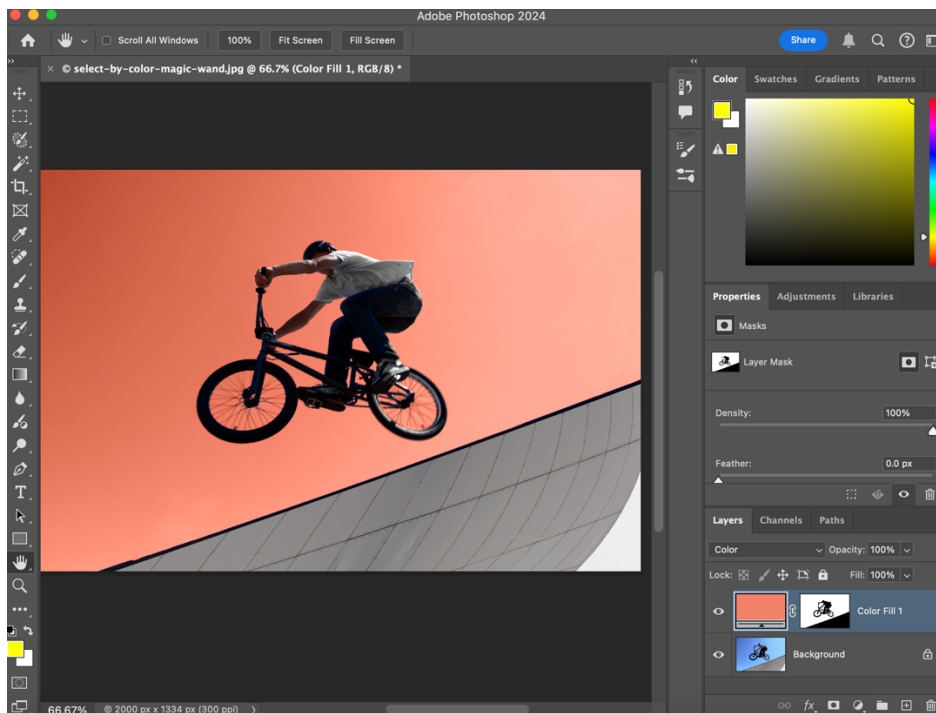 Adobe Photoshop 2024
Scroll All Windows 100% Fit Screen Fill Screen Share
© select-by-color-magic-wand.jpg @ 66.7% (Color Fill 1, RGB/8) *
Color Swatches Gradients Patterns
Properties Adjustments Libraries
Masks
Layer Mask
Density: 100%
Feather: 0.0 px
Layers Channels Paths
Color Opacity: 100%
Lock: Fill: 100%
Color Fill 1
Background
fx
66.67% © 2000 px x 1334 px (300 ppi)